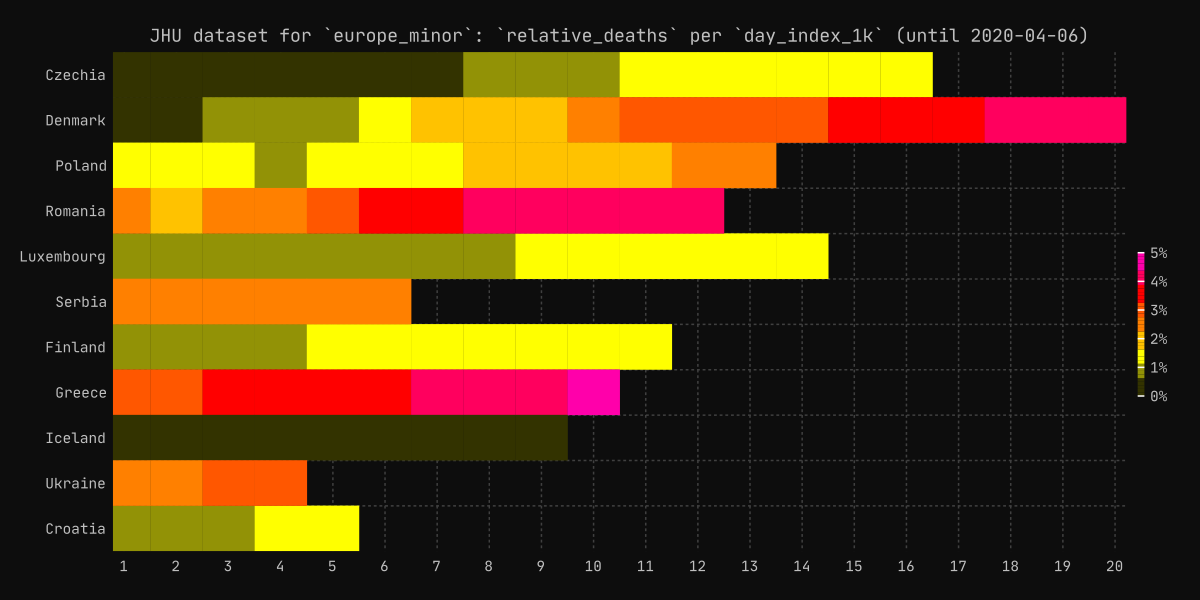 JHU dataset for `europe_minor`: `relative_deaths` per `day_index_1k` (until 2020-04-06)
Czechia
Denmark
Poland
Romania
Luxembourg
Serbia
Finland
Greece
Iceland
Ukraine
Croatia
1 2 3 4 5 6 7 8 9 10 11 12 13 14 15 16 17 18 19 20
5%
4%
3%
2%
1%
0%